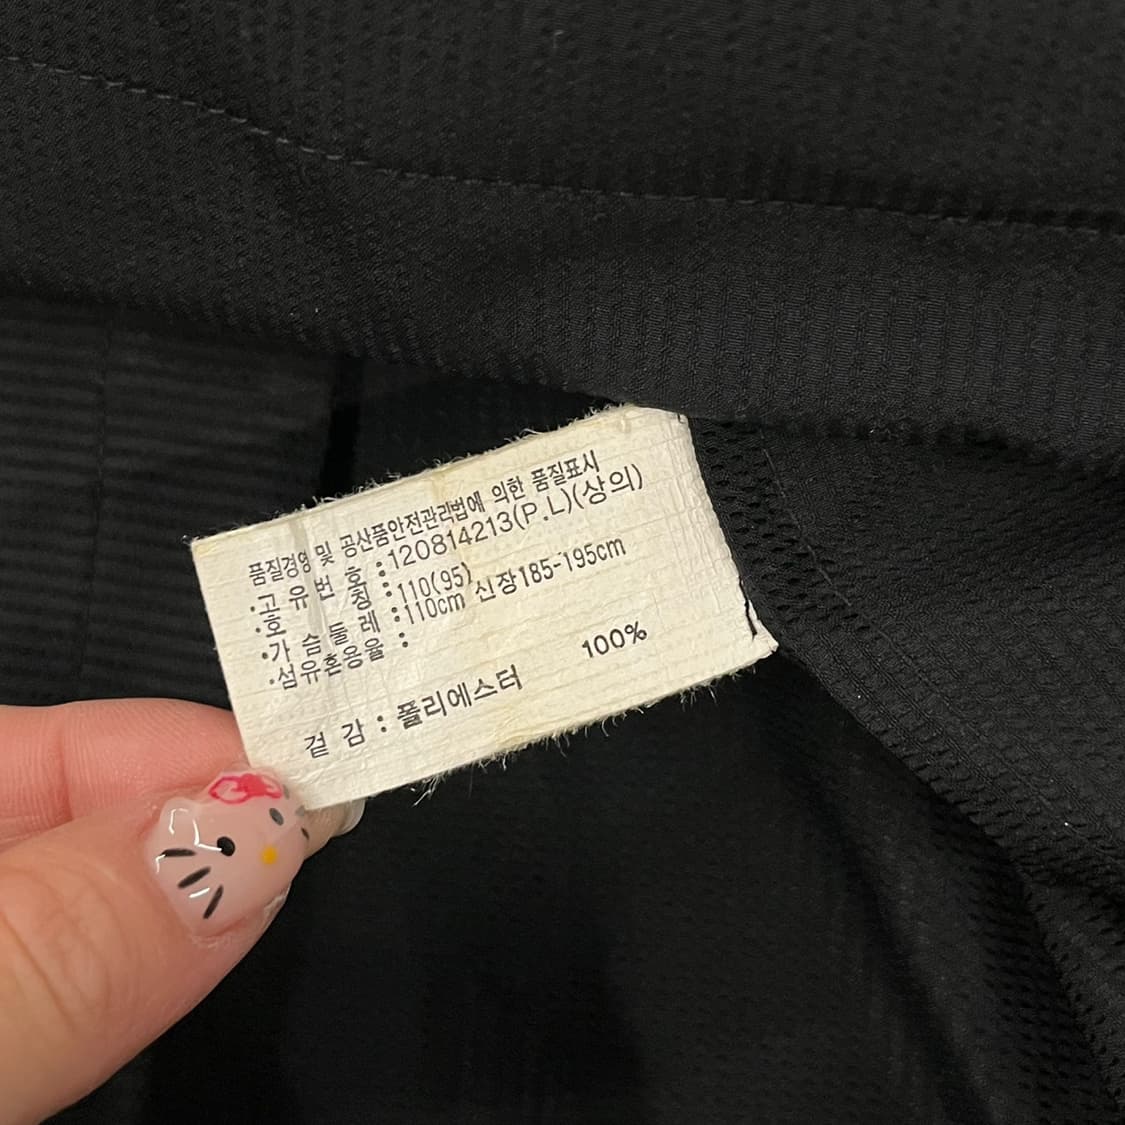 품질경영 및 공산품안전관리법에 의한 품질표시
·고 유 번 호 : 120814213(P.L)(상의)
·호 칭 : 110(95)
·가 슴 둘 레 : 110cm 신장185-195cm
·섬유혼용율 :
겉 감 : 폴리에스터 100%